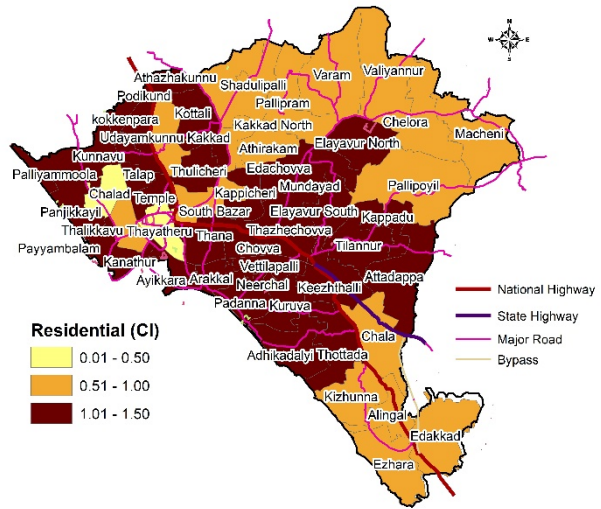 N
W E
S
Athazhakunnu
Podikund
Shadulipalli
Varam
Valiyannur
Kottali
Pallipram
kokkenpara
Udayamkunnu
Kakkad
Kakkad North
Chelora
Macheni
Kunnavu
Athirakam
Elayavur North
Palliyammoola
Talap
Thulicheri
Edachovva
Chalad
Temple
Kappicheri
Mundayad
Pallipoyil
Panjikkayil
South Bazar
Elayavur South
Kappadu
Thalikkavu
Thayatheru
Thana
Thazhechovva
Payyambalam
Chovva
Tilannur
Kanathur
Vettilapalli
Ayikkara
Arakkal
Neerchal
Keezhthalli
Attadappa
Padanna
Kuruva
Chala
Adhikadalyi
Thottada
Kizhunna
Alingal
Edakkad
Ezhara
National Highway
State Highway
Major Road
Bypass
Residential (CI)
0.01 - 0.50
0.51 - 1.00
1.01 - 1.50